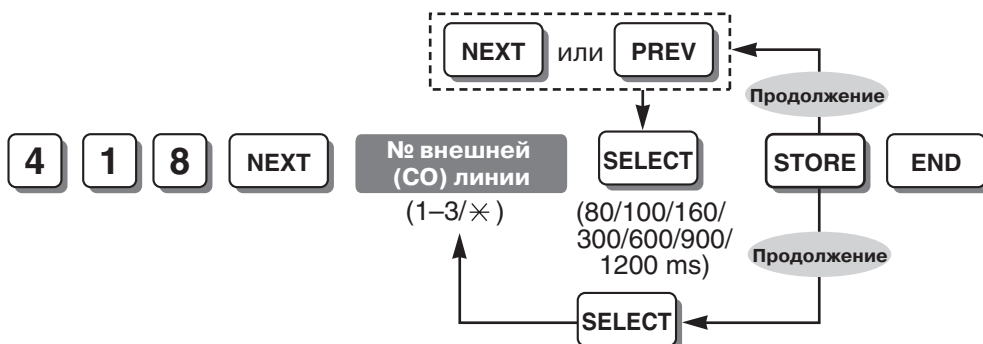 NEXT или PREV
Продолжение
4 1 8 NEXT № внешней (CO) линии SELECT STORE END
(1–3/✳)
(80/100/160/
300/600/900/
1200 ms)
Продолжение
SELECT